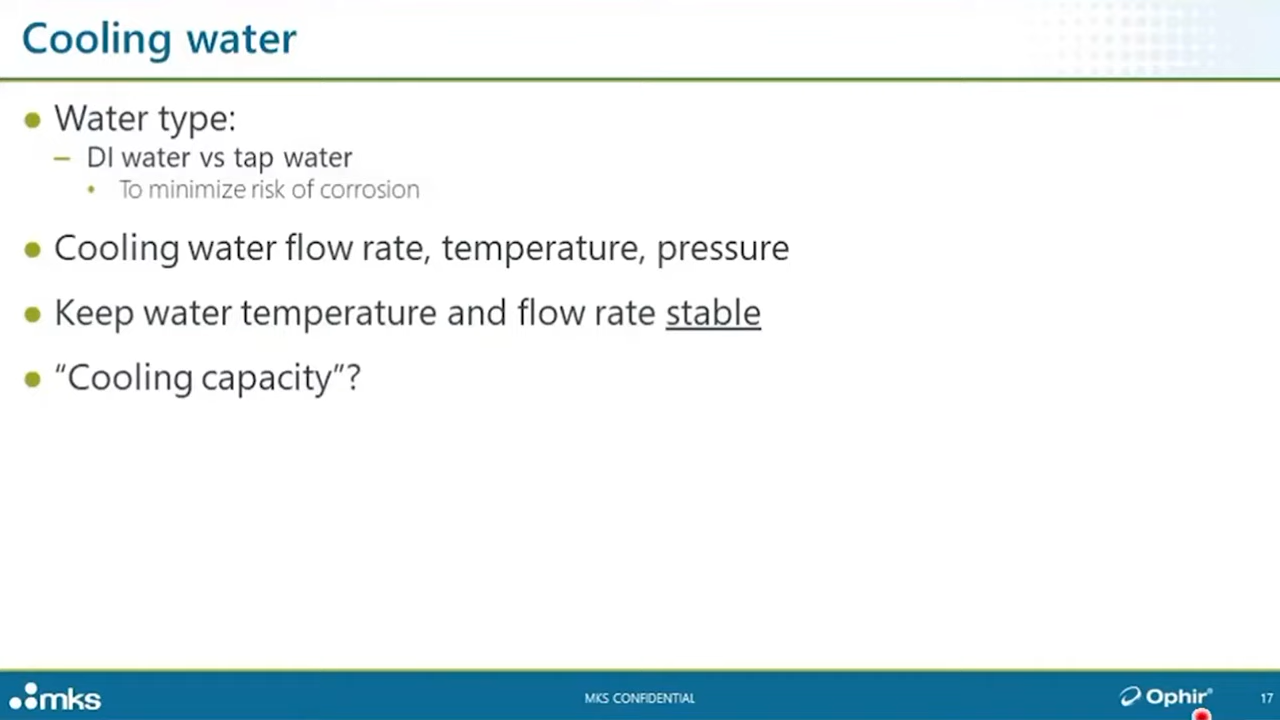 Cooling water
Water type:
– DI water vs tap water
• To minimize risk of corrosion
Cooling water flow rate, temperature, pressure
Keep water temperature and flow rate stable
“Cooling capacity”?
mks
MKS CONFIDENTIAL
Ophir®
17